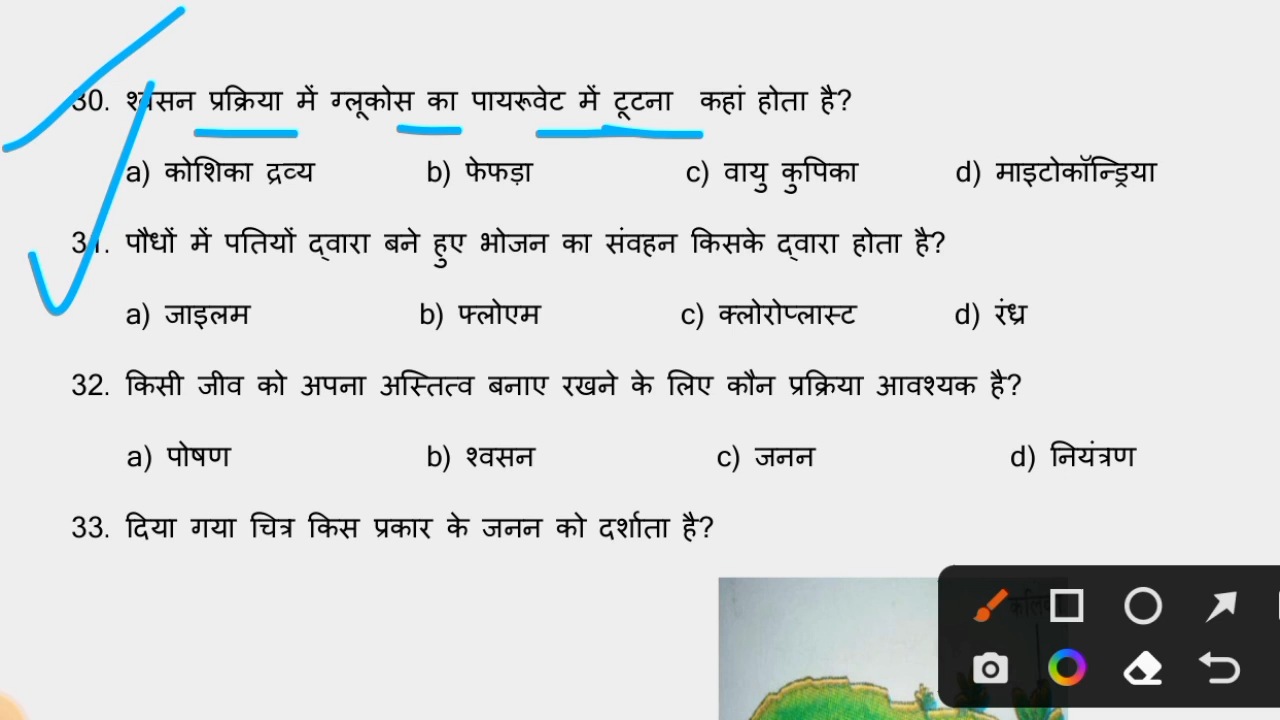 30. श्वसन प्रक्रिया में ग्लूकोस का पायरूवेट में टूटना कहां होता है?
a) कोशिका द्रव्य b) फेफड़ा c) वायु कुपिका d) माइटोकॉन्ड्रिया
31. पौधों में पतियों द्वारा बने हुए भोजन का संवहन किसके द्वारा होता है?
a) जाइलम b) फ्लोएम c) क्लोरोप्लास्ट d) रंध्र
32. किसी जीव को अपना अस्तित्व बनाए रखने के लिए कौन प्रक्रिया आवश्यक है?
a) पोषण b) श्वसन c) जनन d) नियंत्रण
33. दिया गया चित्र किस प्रकार के जनन को दर्शाता है?